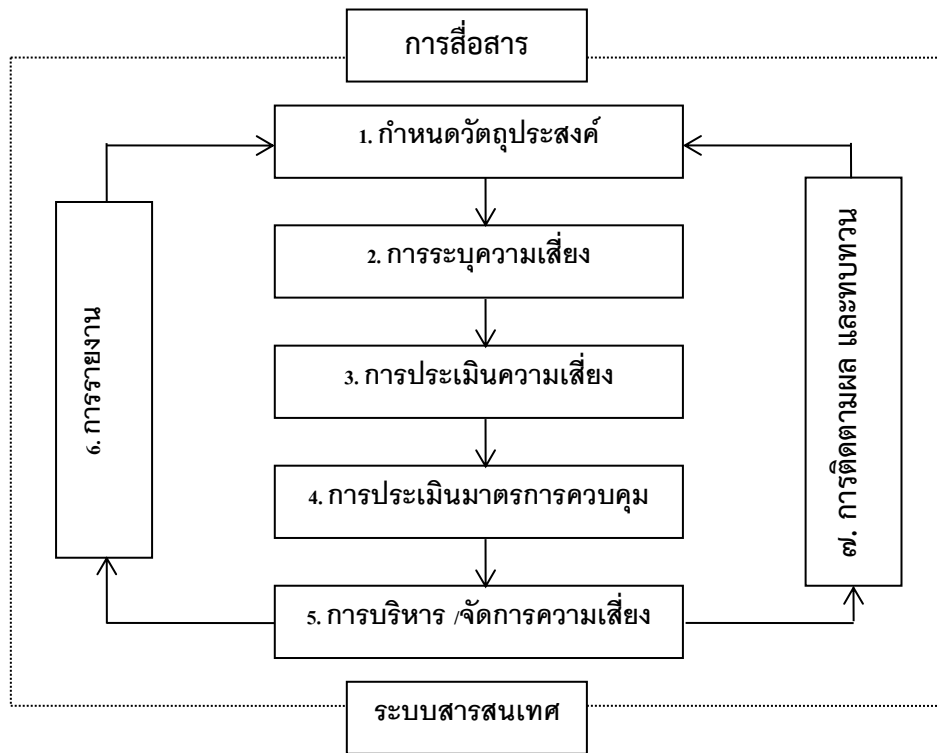 การสื่อสาร
1. กำหนดวัตถุประสงค์
2. การระบุความเสี่ยง
3. การประเมินความเสี่ยง
4. การประเมินมาตรการควบคุม
5. การบริหาร /จัดการความเสี่ยง
6. การรายงาน
๗. การติดตามผล และทบทวน
ระบบสารสนเทศ